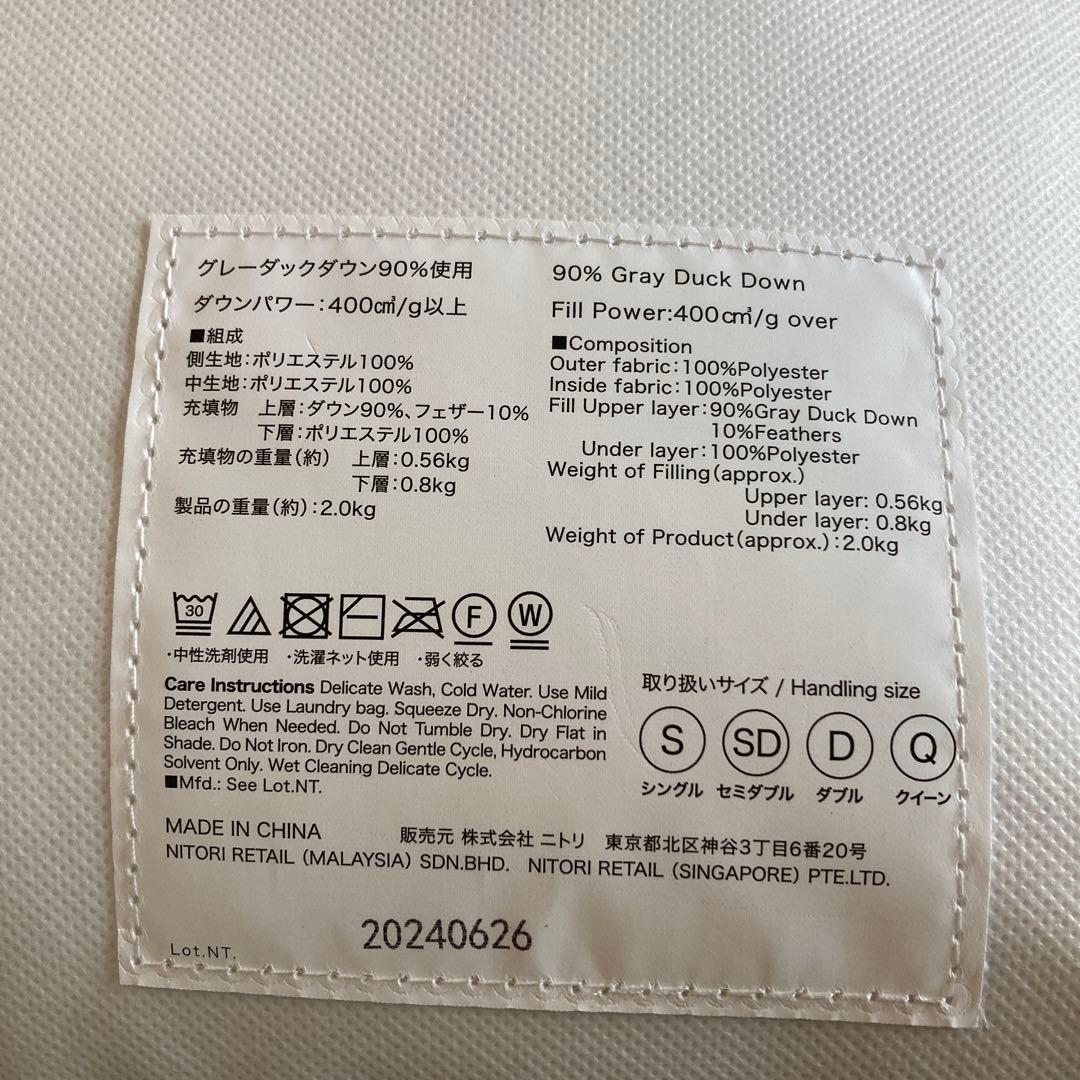 グレーダックダウン90%使用
ダウンパワー:400c㎥/g以上
■組成
側生地:ポリエステル100%
中生地:ポリエステル100%
充填物 上層:ダウン90%、フェザー10%
下層:ポリエステル100%
充填物の重量(約) 上層:0.56kg
下層:0.8kg
製品の重量(約):2.0kg
90% Gray Duck Down
Fill Power:400c㎥/g over
■Composition
Outer fabric:100%Polyester
Inside fabric:100%Polyester
Fill Upper layer:90%Gray Duck Down
10%Feathers
Under layer:100%Polyester
Weight of Filling(approx.)
Upper layer: 0.56kg
Under layer: 0.8kg
Weight of Product(approx.):2.0kg
30 F W
・中性洗剤使用 ・洗濯ネット使用 ・弱く絞る
Care Instructions Delicate Wash, Cold Water. Use Mild
Detergent. Use Laundry bag. Squeeze Dry. Non-Chlorine
Bleach When Needed. Do Not Tumble Dry. Dry Flat in
Shade. Do Not Iron. Dry Clean Gentle Cycle, Hydrocarbon
Solvent Only. Wet Cleaning Delicate Cycle.
■Mfd.: See Lot.NT.
取り扱いサイズ / Handling size
S SD D Q
シングル セミダブル ダブル クイーン
MADE IN CHINA 販売元 株式会社 ニトリ 東京都北区神谷3丁目6番20号
NITORI RETAIL (MALAYSIA) SDN.BHD. NITORI RETAIL (SINGAPORE) PTE.LTD.
20240626
Lot.NT.